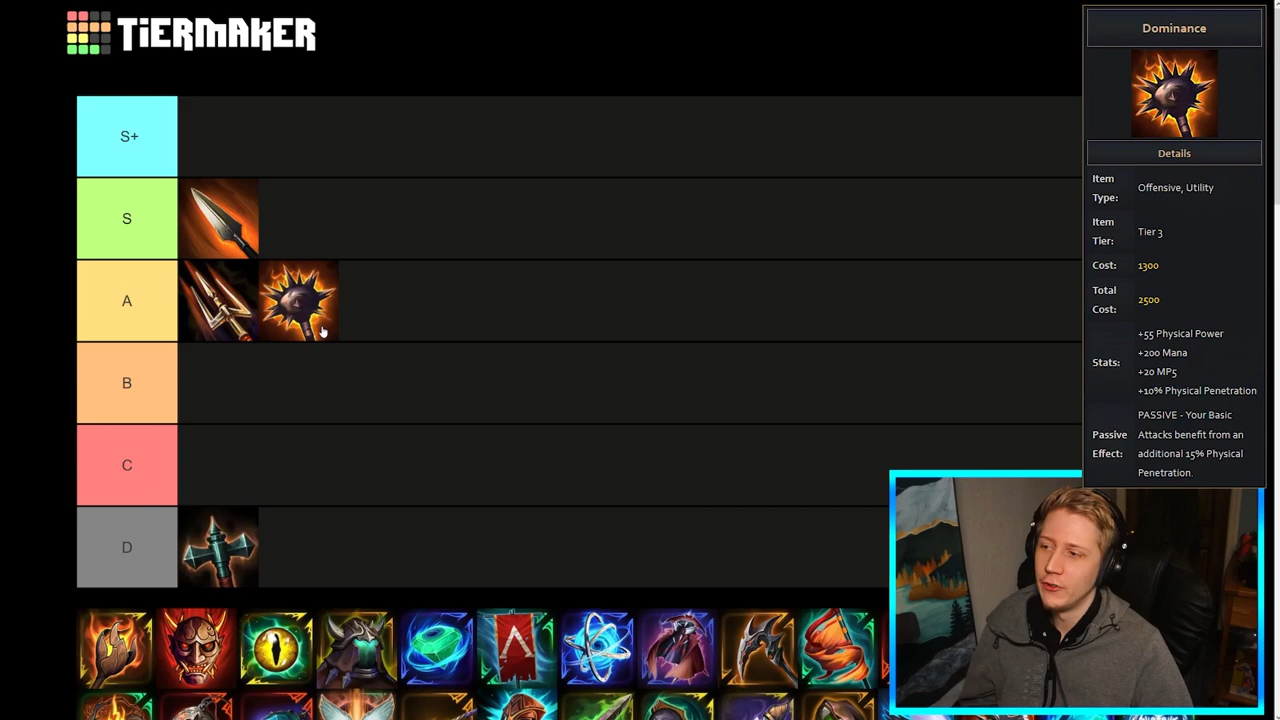 TiERMAKER
S+
S
A
B
C
D
Dominance
Details
Item Type:
Offensive, Utility
Item Tier:
Tier 3
Cost:
1300
Total Cost:
2500
Stats:
+55 Physical Power
+200 Mana
+20 MP5
+10% Physical Penetration
Passive Effect:
PASSIVE - Your Basic
Attacks benefit from an
additional 15% Physical
Penetration.